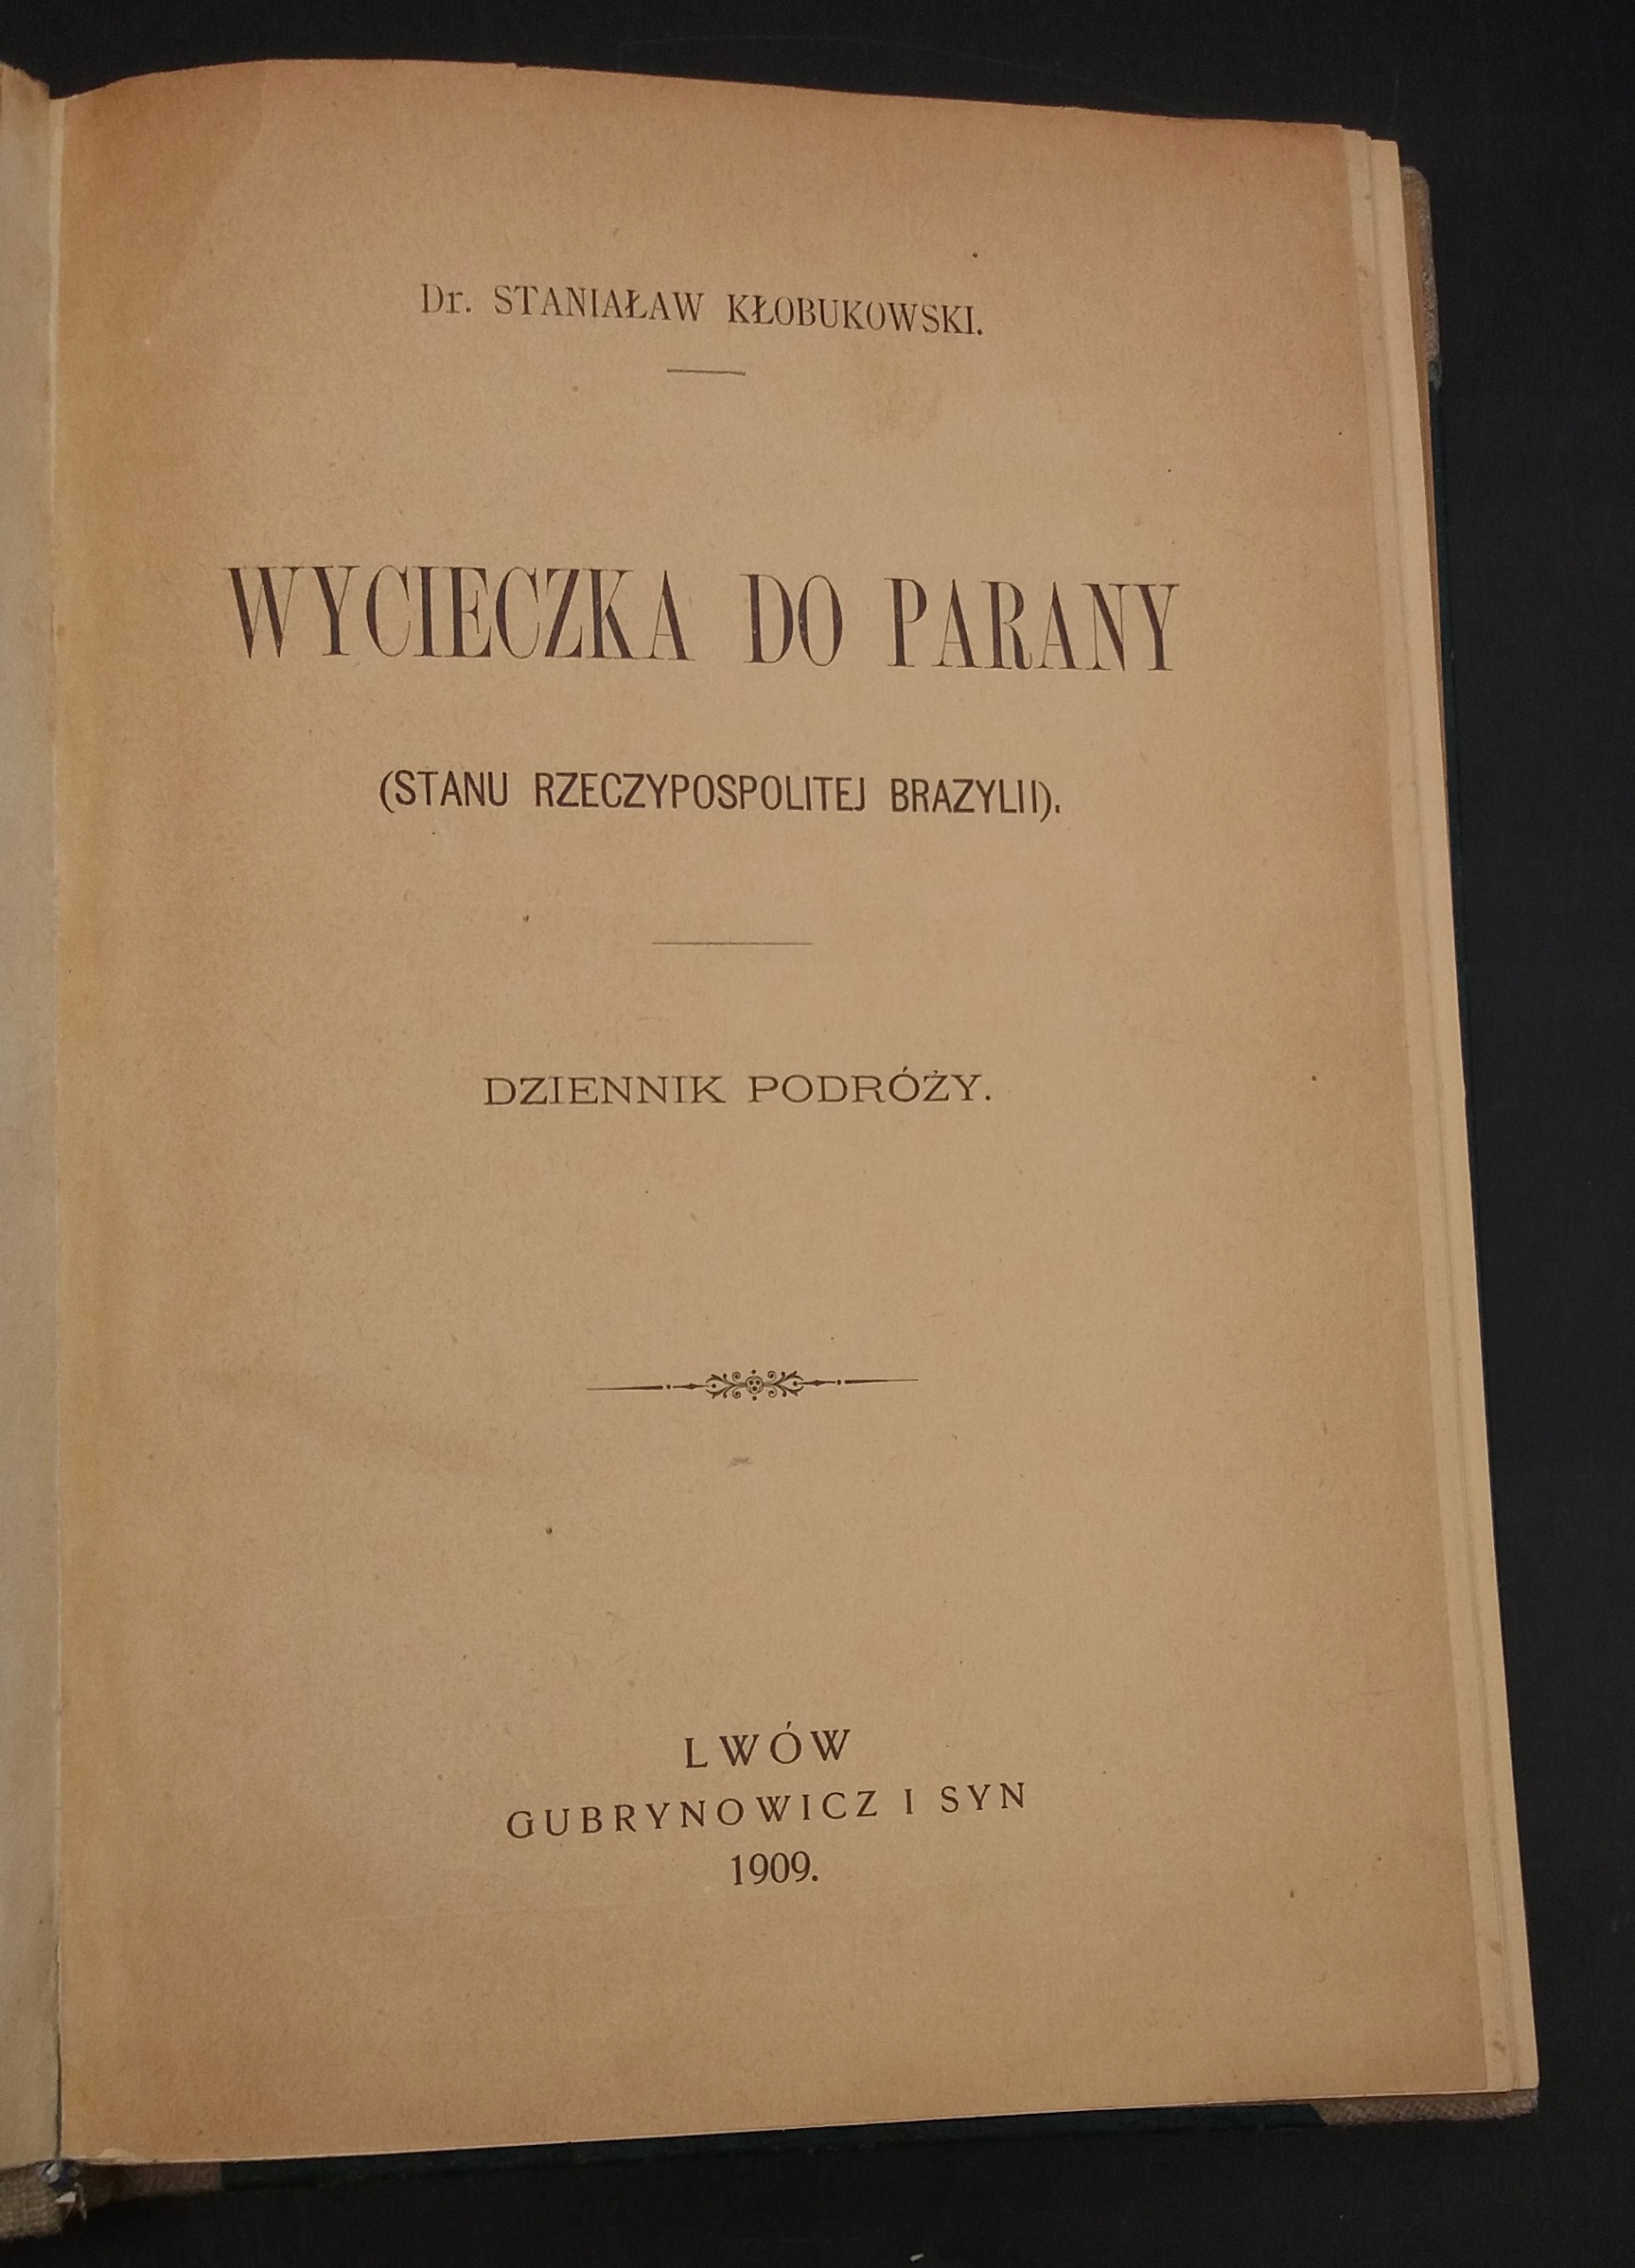 Dr. STANIAŁAW KŁOBUKOWSKI.
WYCIECZKA DO PARANY
(STANU RZECZYPOSPOLITEJ BRAZYLII).
DZIENNIK PODRÓŻY.
LWÓW
GUBRYNOWICZ I SYN
1909.